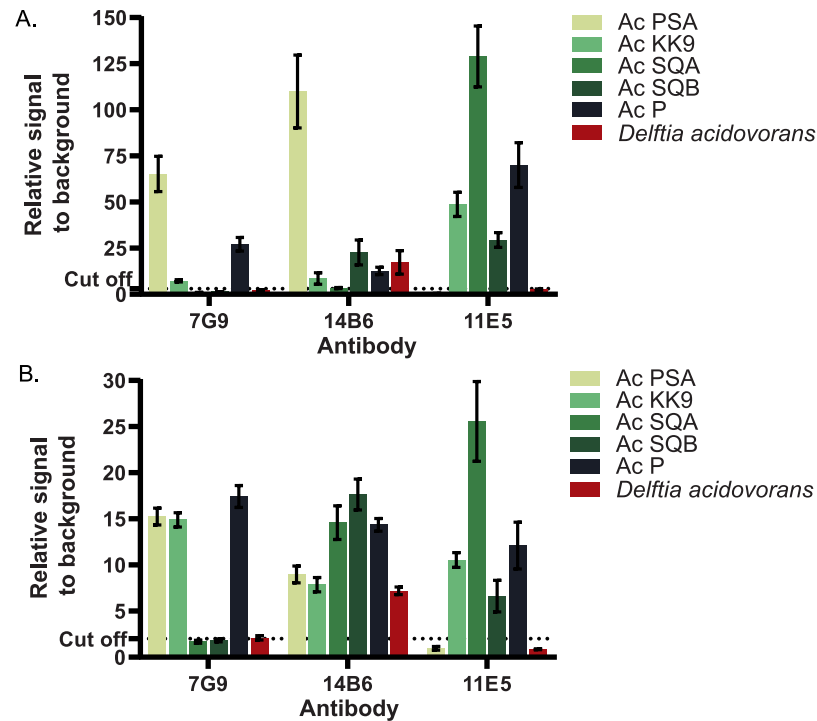 A.
150
125
100
75
50
25
Cut off
0
Relative signal
to background
7G9
14B6
11E5
Antibody
Ac PSA
Ac KK9
Ac SQA
Ac SQB
Ac P
Delftia acidovorans
B.
30
25
20
15
10
5
Cut off
0
Relative signal
to background
7G9
14B6
11E5
Antibody
Ac PSA
Ac KK9
Ac SQA
Ac SQB
Ac P
Delftia acidovorans